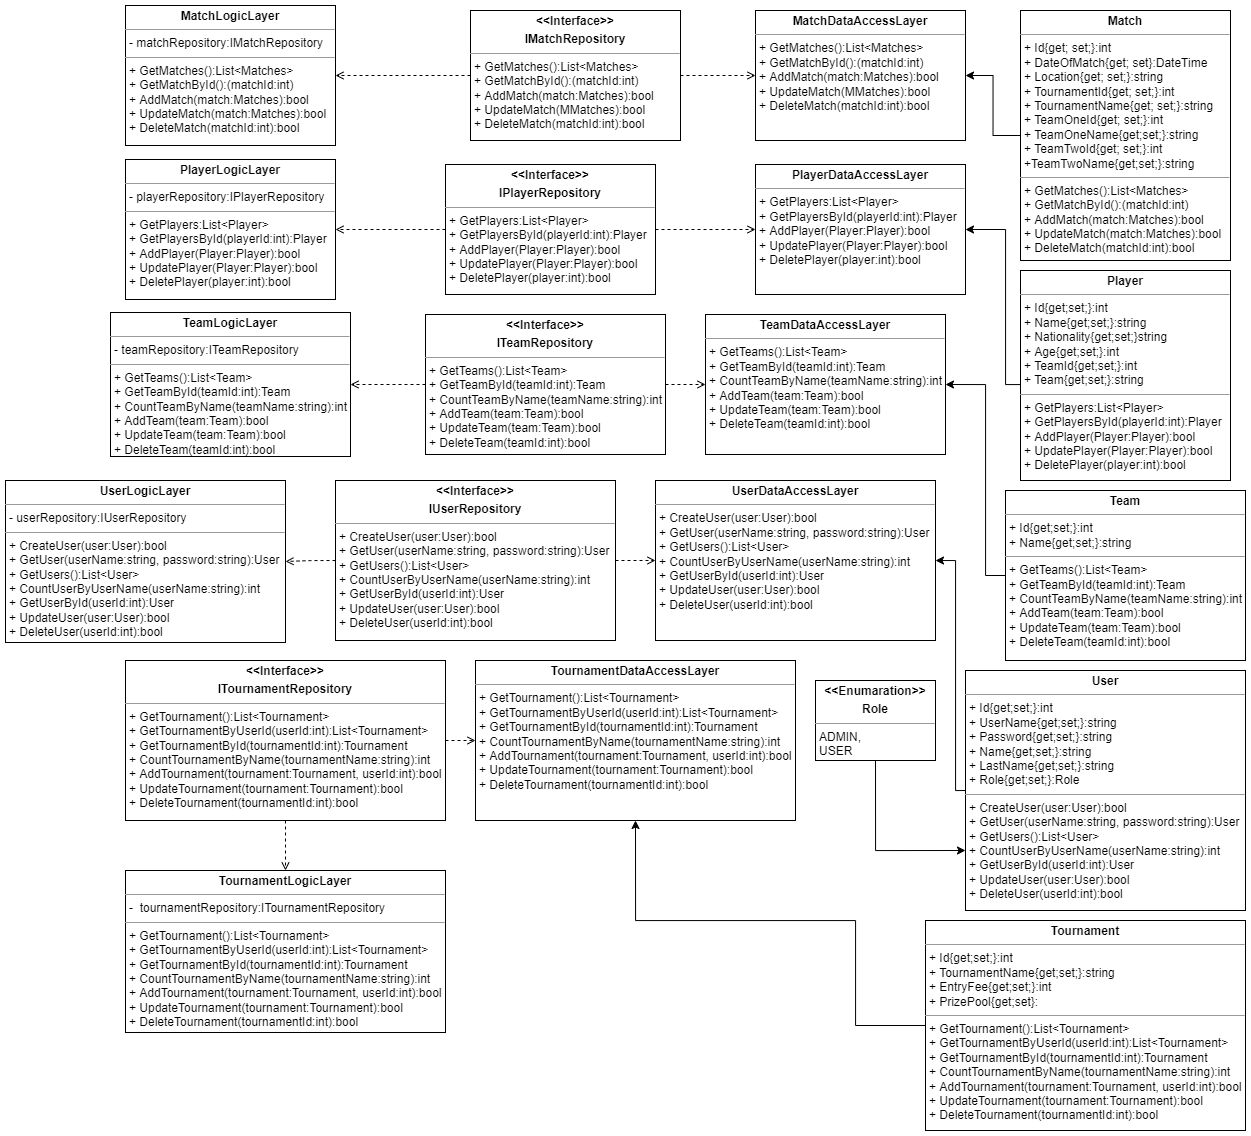 MatchLogicLayer
- matchRepository:IMatchRepository
+ GetMatches():List<Matches>
+ GetMatchById():(matchId:int)
+ AddMatch(match:Matches):bool
+ UpdateMatch(match:Matches):bool
+ DeleteMatch(matchId:int):bool
<<Interface>>
IMatchRepository
+ GetMatches():List<Matches>
+ GetMatchById():(matchId:int)
+ AddMatch(match:Matches):bool
+ UpdateMatch(MMatches):bool
+ DeleteMatch(matchId:int):bool
MatchDataAccessLayer
+ GetMatches():List<Matches>
+ GetMatchById():(matchId:int)
+ AddMatch(match:Matches):bool
+ UpdateMatch(MMatches):bool
+ DeleteMatch(matchId:int):bool
Match
+ Id{get; set;}:int
+ DateOfMatch{get; set}:DateTime
+ Location{get; set;}:string
+ TournamentId{get; set;}:int
+ TournamentName{get; set;}:string
+ TeamOneId{get; set;}:int
+ TeamOneName{get;set;}:string
+ TeamTwoId{get; set;}:int
+TeamTwoName{get;set;}:string
+ GetMatches():List<Matches>
+ GetMatchById():(matchId:int)
+ AddMatch(match:Matches):bool
+ UpdateMatch(match:Matches):bool
+ DeleteMatch(matchId:int):bool
PlayerLogicLayer
- playerRepository:IPlayerRepository
+ GetPlayers:List<Player>
+ GetPlayersById(playerId:int):Player
+ AddPlayer(Player:Player):bool
+ UpdatePlayer(Player:Player):bool
+ DeletePlayer(player:int):bool
<<Interface>>
IPlayerRepository
+ GetPlayers:List<Player>
+ GetPlayersById(playerId:int):Player
+ AddPlayer(Player:Player):bool
+ UpdatePlayer(Player:Player):bool
+ DeletePlayer(player:int):bool
PlayerDataAccessLayer
+ GetPlayers:List<Player>
+ GetPlayersById(playerId:int):Player
+ AddPlayer(Player:Player):bool
+ UpdatePlayer(Player:Player):bool
+ DeletePlayer(player:int):bool
Player
+ Id{get;set;}:int
+ Name{get;set;}:string
+ Nationality{get;set;}string
+ Age{get;set;}:int
+ TeamId{get;set;}:int
+ Team{get;set;}:string
+ GetPlayers:List<Player>
+ GetPlayersById(playerId:int):Player
+ AddPlayer(Player:Player):bool
+ UpdatePlayer(Player:Player):bool
+ DeletePlayer(player:int):bool
TeamLogicLayer
- teamRepository:ITeamRepository
+ GetTeams():List<Team>
+ GetTeamById(teamId:int):Team
+ CountTeamByName(teamName:string):int
+ AddTeam(team:Team):bool
+ UpdateTeam(team:Team):bool
+ DeleteTeam(teamId:int):bool
<<Interface>>
ITeamRepository
+ GetTeams():List<Team>
+ GetTeamById(teamId:int):Team
+ CountTeamByName(teamName:string):int
+ AddTeam(team:Team):bool
+ UpdateTeam(team:Team):bool
+ DeleteTeam(teamId:int):bool
TeamDataAccessLayer
+ GetTeams():List<Team>
+ GetTeamById(teamId:int):Team
+ CountTeamByName(teamName:string):int
+ AddTeam(team:Team):bool
+ UpdateTeam(team:Team):bool
+ DeleteTeam(teamId:int):bool
Team
+ Id{get;set;}:int
+ Name{get;set;}:string
+ GetTeams():List<Team>
+ GetTeamById(teamId:int):Team
+ CountTeamByName(teamName:string):int
+ AddTeam(team:Team):bool
+ UpdateTeam(team:Team):bool
+ DeleteTeam(teamId:int):bool
UserLogicLayer
- userRepository:IUserRepository
+ CreateUser(user:User):bool
+ GetUser(userName:string, password:string):User
+ GetUsers():List<User>
+ CountUserByUserName(userName:string):int
+ GetUserById(userId:int):User
+ UpdateUser(user:User):bool
+ DeleteUser(userId:int):bool
<<Interface>>
IUserRepository
+ CreateUser(user:User):bool
+ GetUser(userName:string, password:string):User
+ GetUsers():List<User>
+ CountUserByUserName(userName:string):int
+ GetUserById(userId:int):User
+ UpdateUser(user:User):bool
+ DeleteUser(userId:int):bool
UserDataAccessLayer
+ CreateUser(user:User):bool
+ GetUser(userName:string, password:string):User
+ GetUsers():List<User>
+ CountUserByUserName(userName:string):int
+ GetUserById(userId:int):User
+ UpdateUser(user:User):bool
+ DeleteUser(userId:int):bool
<<Interface>>
ITournamentRepository
+ GetTournament():List<Tournament>
+ GetTournamentByUserId(userId:int):List<Tournament>
+ GetTournamentById(tournamentId:int):Tournament
+ CountTournamentByName(tournamentName:string):int
+ AddTournament(tournament:Tournament, userId:int):bool
+ UpdateTournament(tournament:Tournament):bool
+ DeleteTournament(tournamentId:int):bool
TournamentDataAccessLayer
+ GetTournament():List<Tournament>
+ GetTournamentByUserId(userId:int):List<Tournament>
+ GetTournamentById(tournamentId:int):Tournament
+ CountTournamentByName(tournamentName:string):int
+ AddTournament(tournament:Tournament, userId:int):bool
+ UpdateTournament(tournament:Tournament):bool
+ DeleteTournament(tournamentId:int):bool
<<Enumaration>>
Role
ADMIN,
USER
User
+ Id{get;set;}:int
+ UserName{get;set;}:string
+ Password{get;set;}:string
+ Name{get;set;}:string
+ LastName{get;set;}:string
+ Role{get;set;}:Role
+ CreateUser(user:User):bool
+ GetUser(userName:string, password:string):User
+ GetUsers():List<User>
+ CountUserByUserName(userName:string):int
+ GetUserById(userId:int):User
+ UpdateUser(user:User):bool
+ DeleteUser(userId:int):bool
TournamentLogicLayer
- tournamentRepository:ITournamentRepository
+ GetTournament():List<Tournament>
+ GetTournamentByUserId(userId:int):List<Tournament>
+ GetTournamentById(tournamentId:int):Tournament
+ CountTournamentByName(tournamentName:string):int
+ AddTournament(tournament:Tournament, userId:int):bool
+ UpdateTournament(tournament:Tournament):bool
+ DeleteTournament(tournamentId:int):bool
Tournament
+ Id{get;set;}:int
+ TournamentName{get;set;}:string
+ EntryFee{get;set;}:int
+ PrizePool{get;set}:
+ GetTournament():List<Tournament>
+ GetTournamentByUserId(userId:int):List<Tournament>
+ GetTournamentById(tournamentId:int):Tournament
+ CountTournamentByName(tournamentName:string):int
+ AddTournament(tournament:Tournament, userId:int):bool
+ UpdateTournament(tournament:Tournament):bool
+ DeleteTournament(tournamentId:int):bool